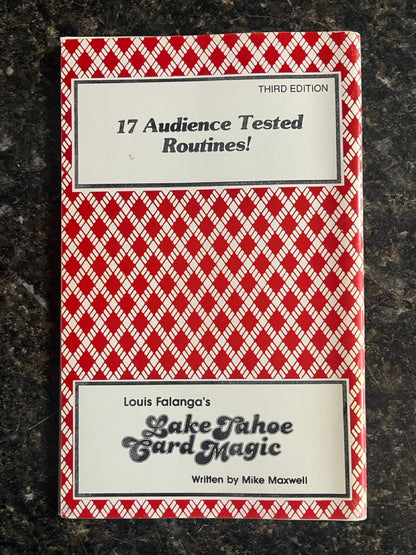 THIRD EDITION
17 Audience Tested
Routines!
Louis Falanga's
Lake Tahoe
Card Magic
Written by Mike Maxwell